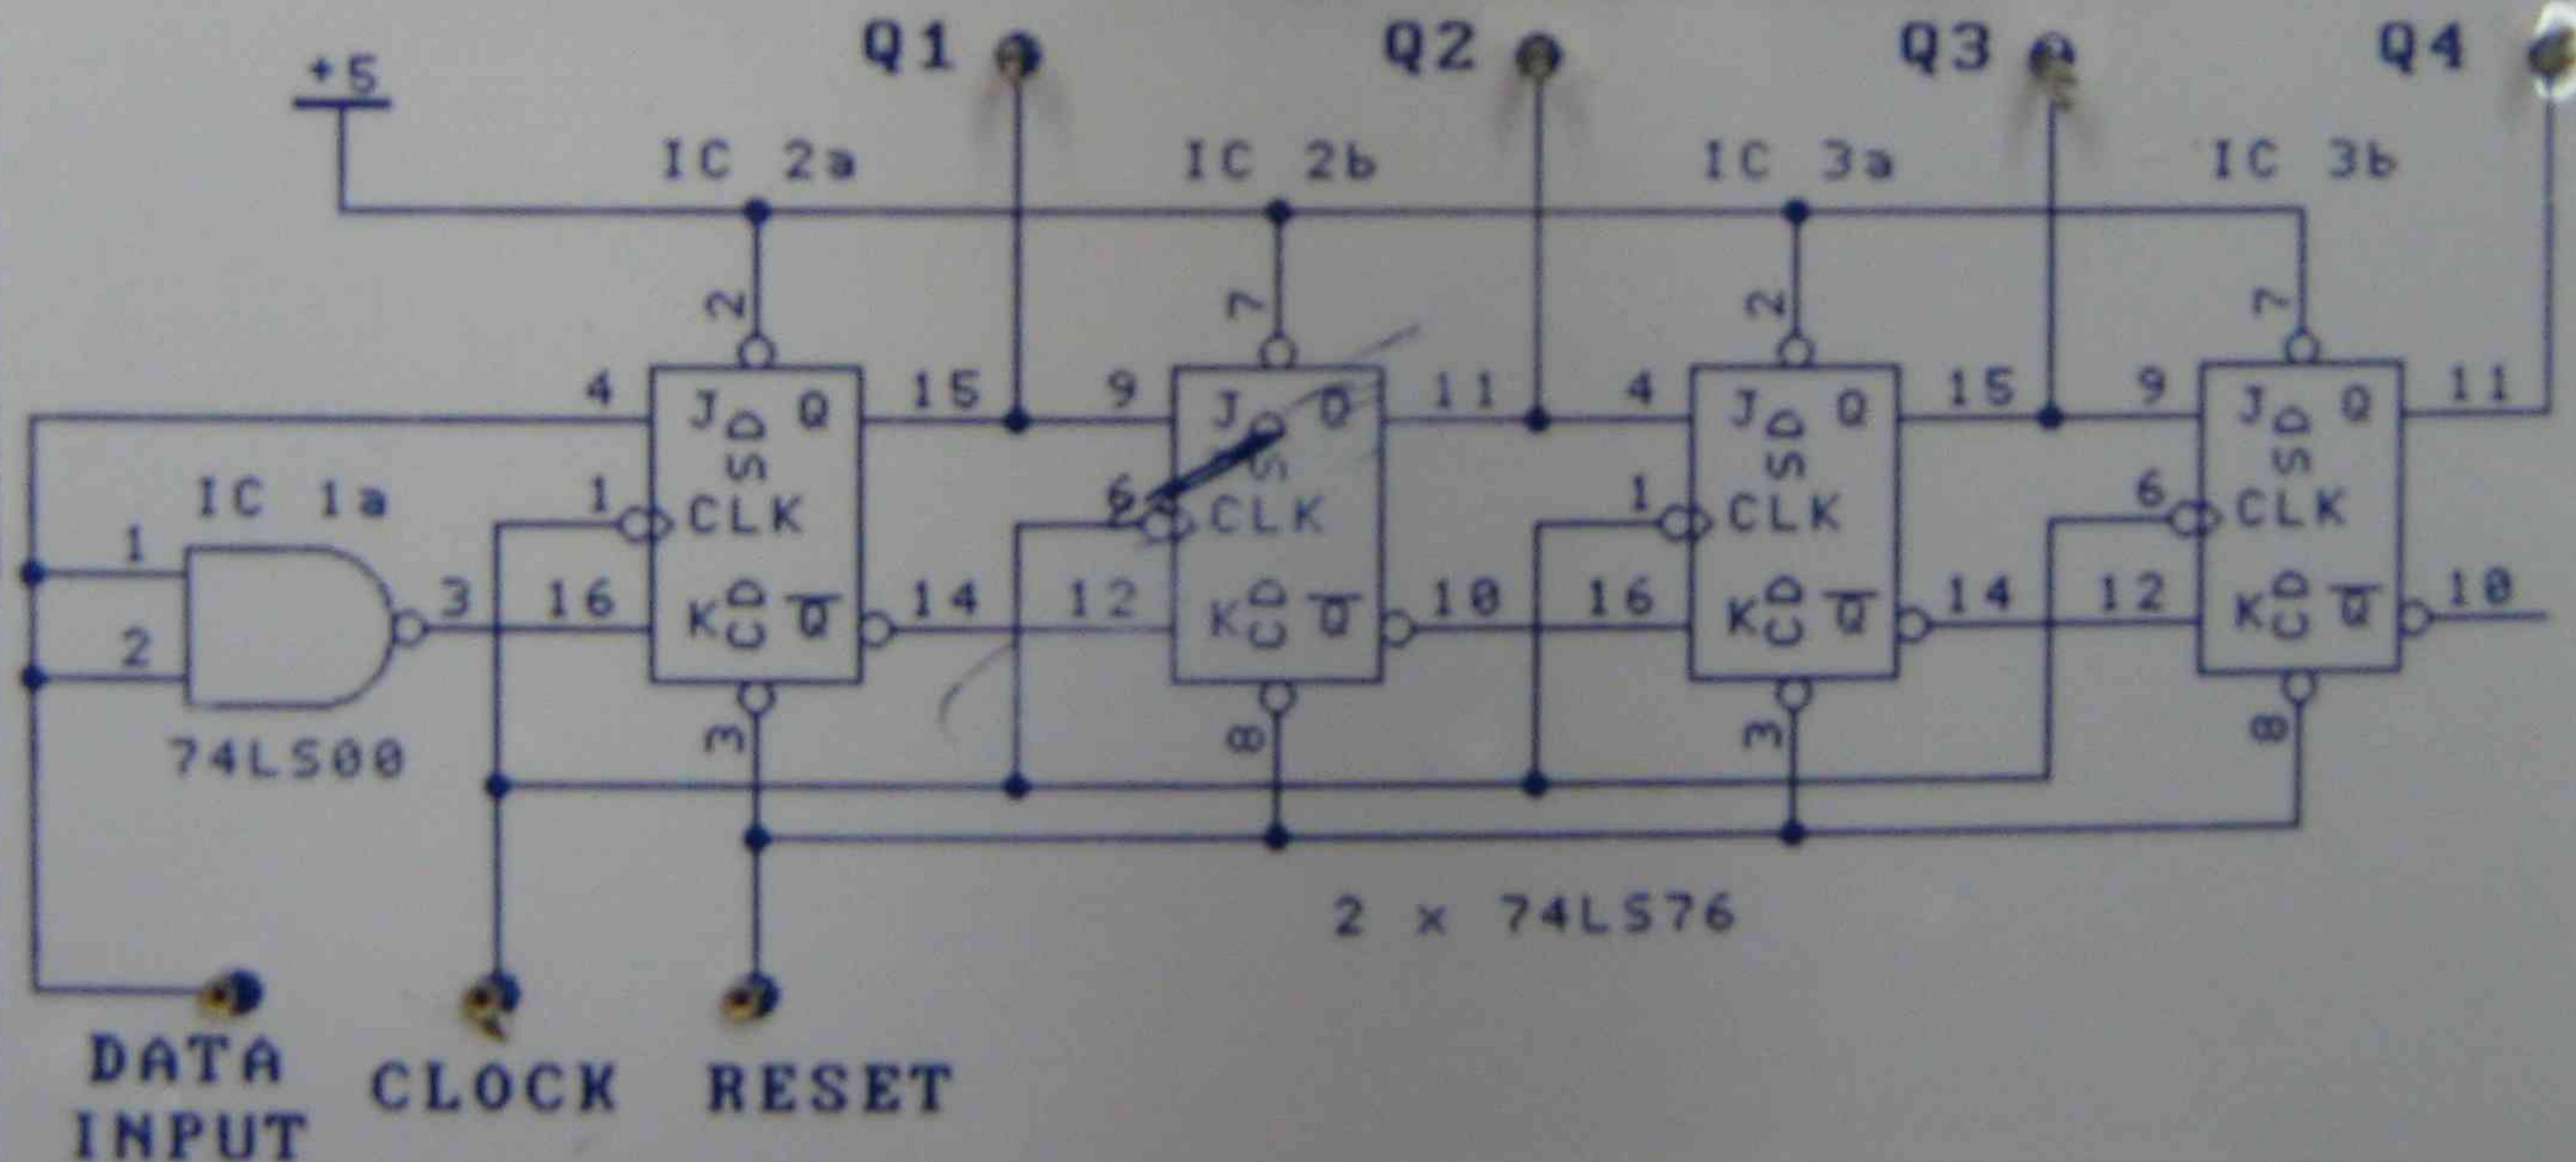 Q1 Q2 Q3 Q4
+5
IC 2a IC 2b IC 3a IC 3b
2 7 2 7
4 J Q 15 9 J Q 11 4 J Q 15 9 J Q 11
SD SD SD SD
IC 1a
1 CLK 6 CLK 1 CLK 6 CLK
1
3 16 K CD Q̅ 14 12 K CD Q̅ 10 16 K CD Q̅ 14 12 K CD Q̅ 10
2
74LS00
3 8 3 8
2 x 74LS76
DATA INPUT
CLOCK RESET